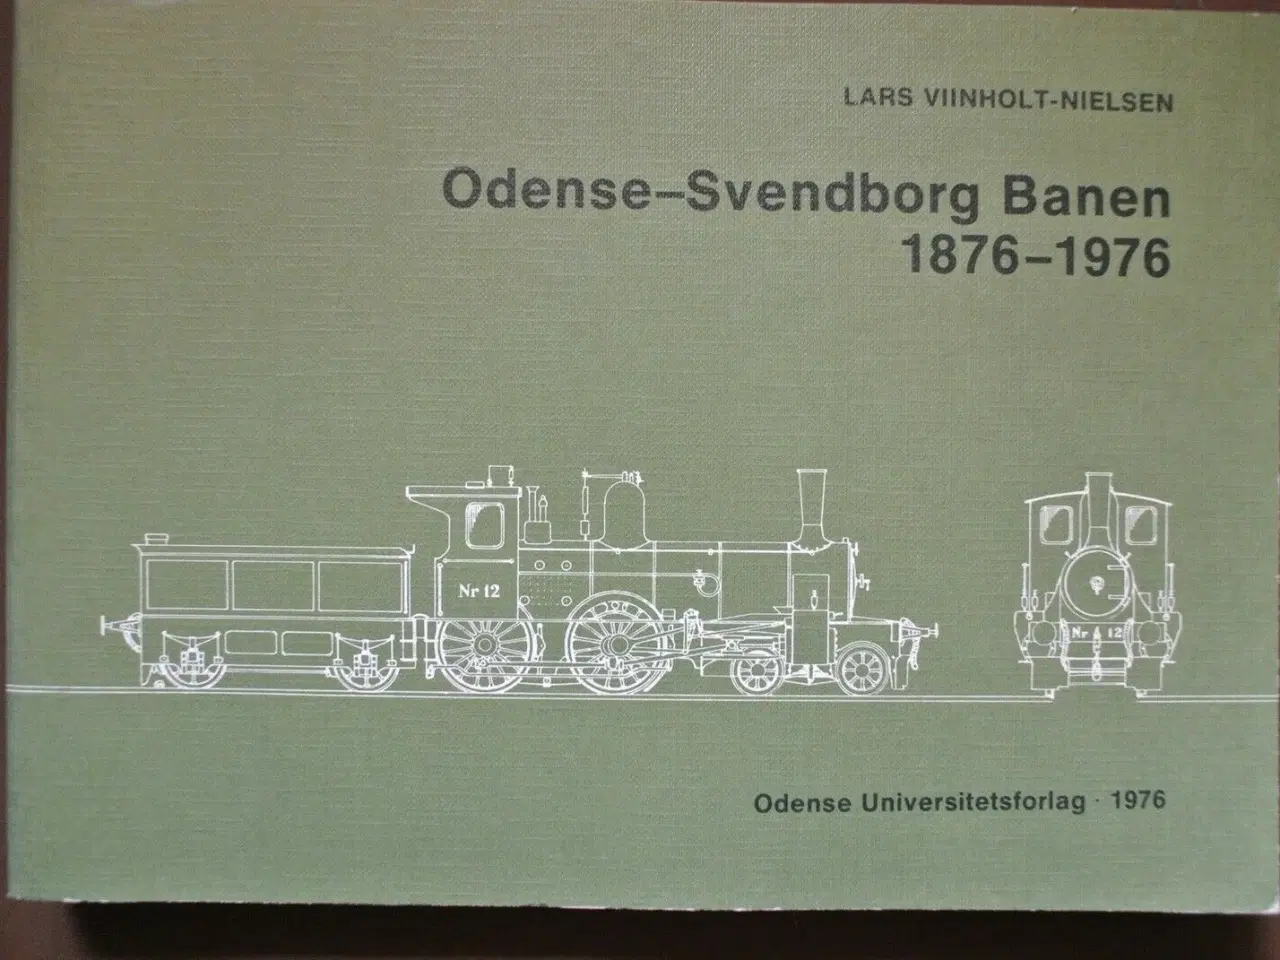 LARS VIINHOLT-NIELSEN
Odense–Svendborg Banen
1876–1976
Nr 12
Nr 12
Odense Universitetsforlag · 1976